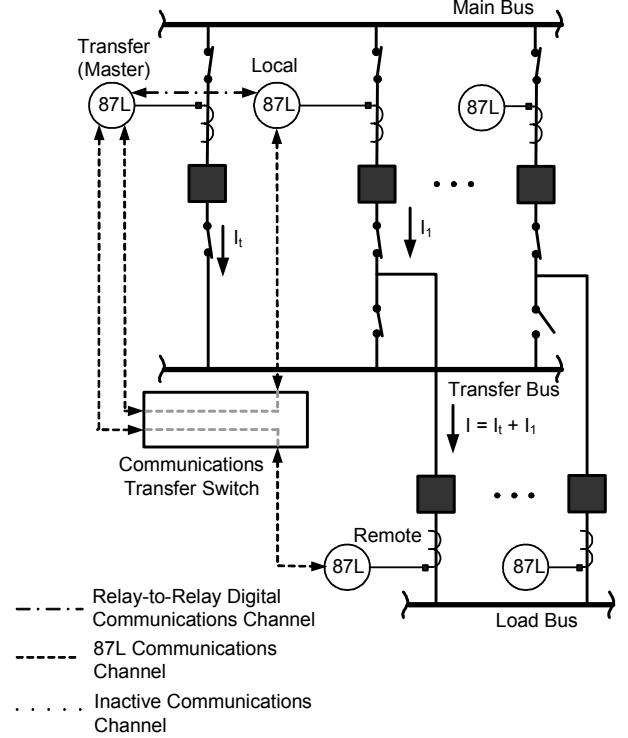 Main Bus
Transfer
(Master)
Local
87L
87L
87L
It
I1
Transfer Bus
I = It + I1
Communications
Transfer Switch
Remote
87L
87L
Load Bus
Relay-to-Relay Digital
Communications Channel
87L Communications
Channel
Inactive Communications
Channel